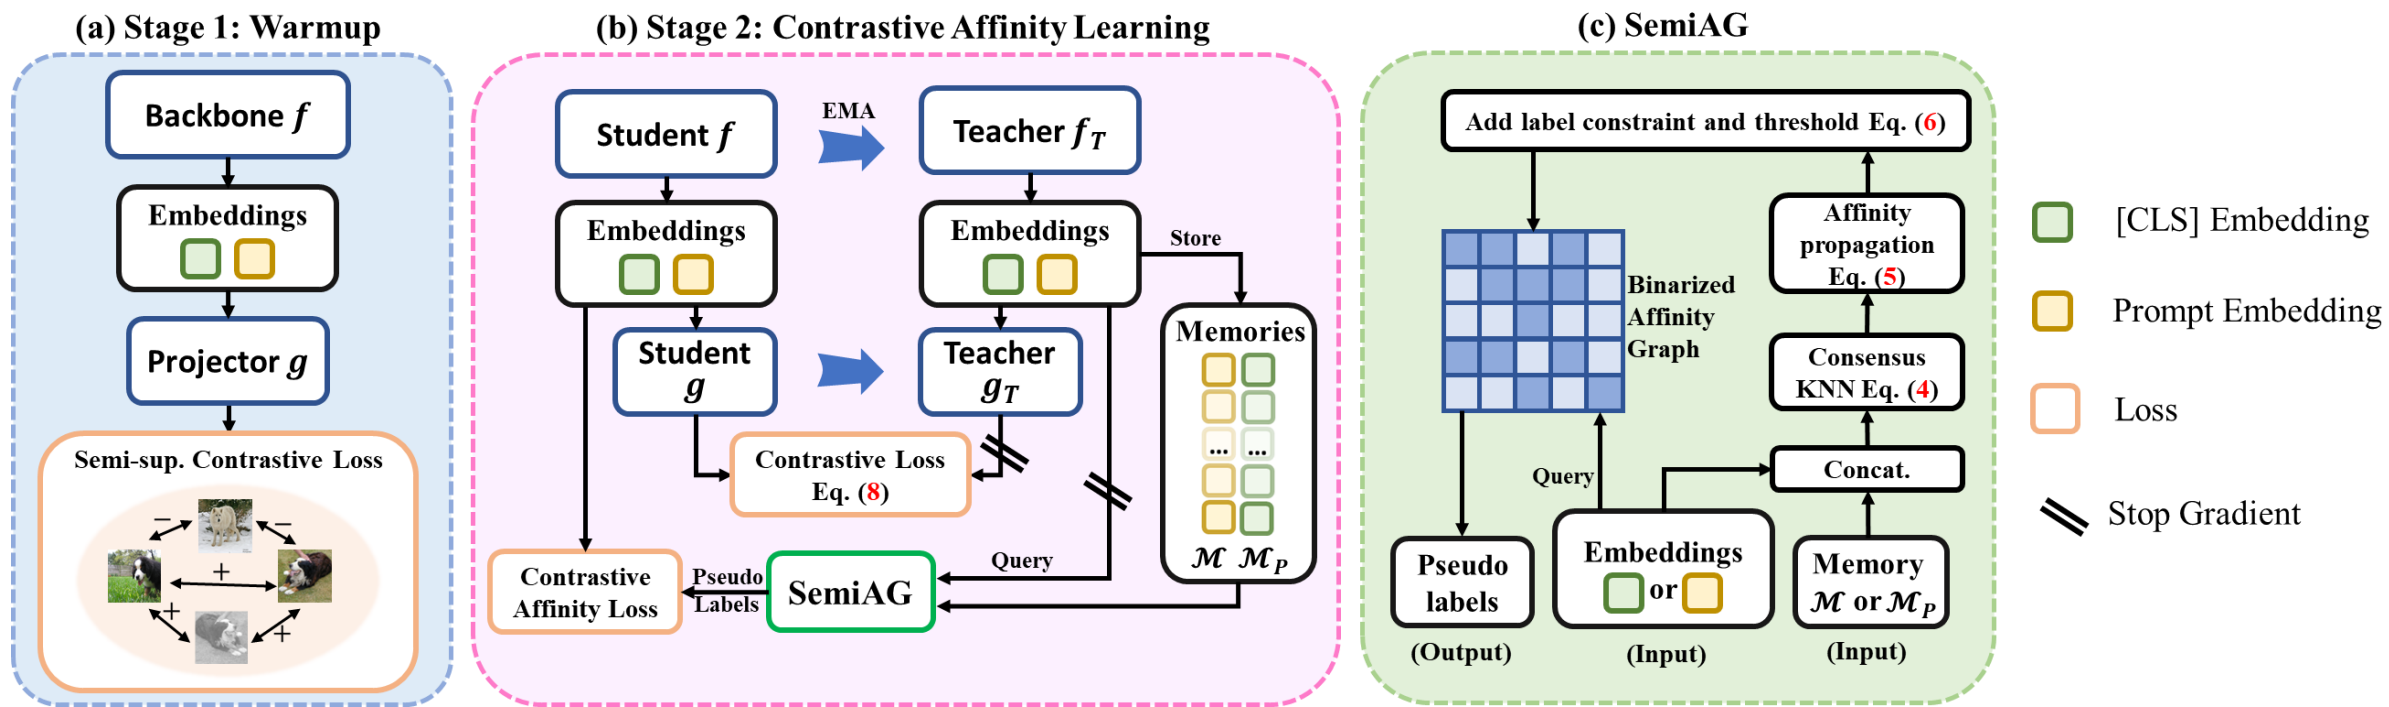 (a) Stage 1: Warmup
Backbone f
Embeddings
Projector g
Semi-sup. Contrastive Loss
− −
+
+ +
(b) Stage 2: Contrastive Affinity Learning
Student f
EMA
Teacher f_T
Embeddings
Embeddings
Store
Student
g
Teacher
g_T
Memories
... ...
ℳ ℳ_P
Contrastive Loss
Eq. (8)
Contrastive
Affinity Loss
Pseudo
Labels
SemiAG
Query
(c) SemiAG
Add label constraint and threshold Eq. (6)
Affinity
propagation
Eq. (5)
Binarized
Affinity
Graph
Consensus
KNN Eq. (4)
Concat.
Query
Pseudo
labels
(Output)
Embeddings
or
(Input)
Memory
ℳ or ℳ_P
(Input)
[CLS] Embedding
Prompt Embedding
Loss
Stop Gradient